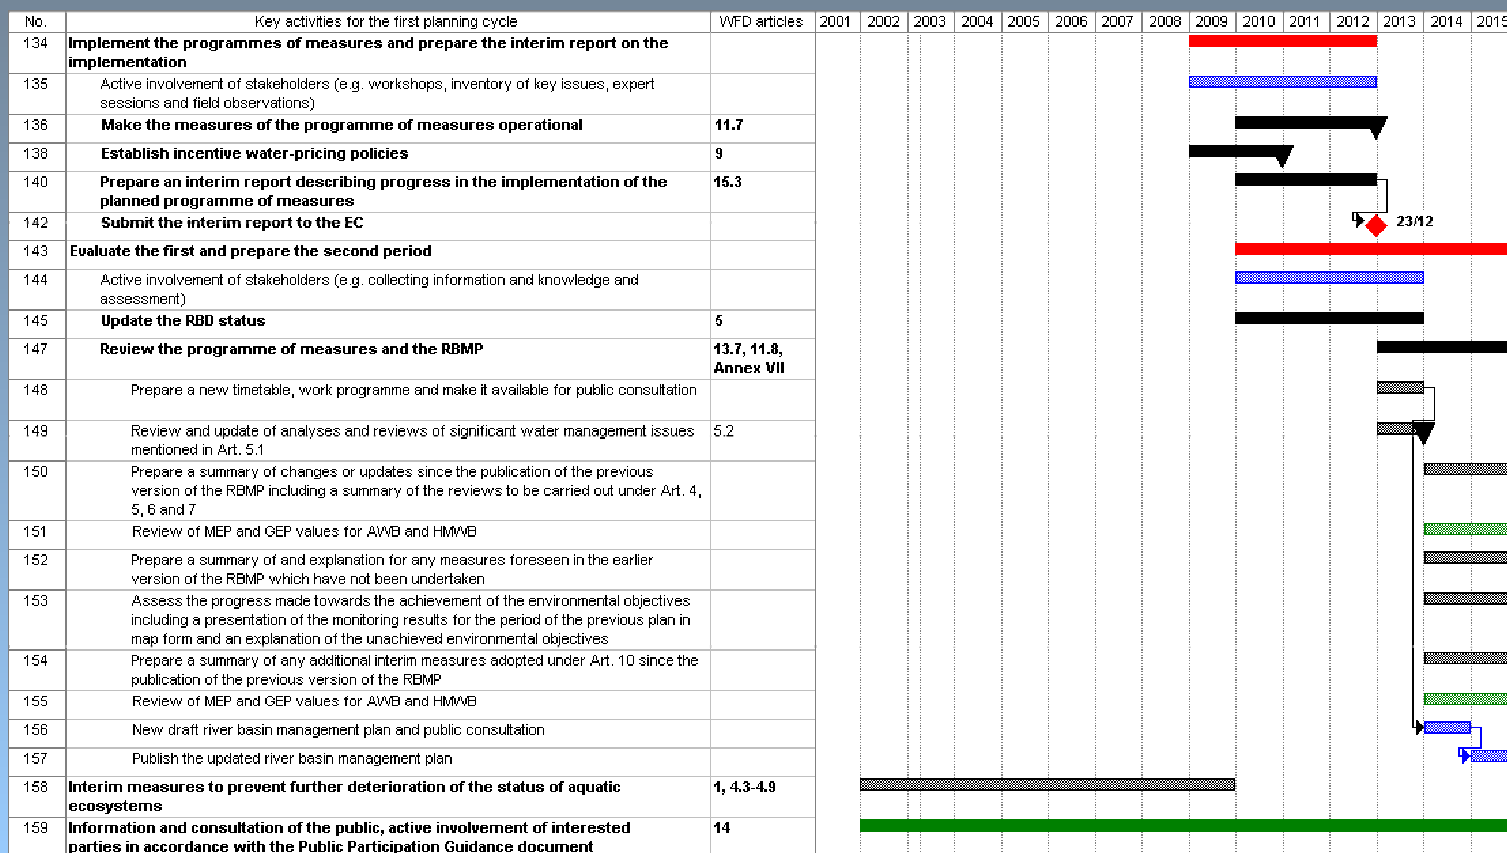 No. Key activities for the first planning cycle WFD articles 2001 2002 2003 2004 2005 2006 2007 2008 2009 2010 2011 2012 2013 2014 2015
134 Implement the programmes of measures and prepare the interim report on the
implementation
135 Active involvement of stakeholders (e.g. workshops, inventory of key issues, expert
sessions and field observations)
136 Make the measures of the programme of measures operational 11.7
138 Establish incentive water-pricing policies 9
140 Prepare an interim report describing progress in the implementation of the 15.3
planned programme of measures
142 Submit the interim report to the EC 23/12
143 Evaluate the first and prepare the second period
144 Active involvement of stakeholders (e.g. collecting information and knowledge and
assessment)
145 Update the RBD status 5
147 Review the programme of measures and the RBMP 13.7, 11.8,
Annex VII
148 Prepare a new timetable, work programme and make it available for public consultation
149 Review and update of analyses and reviews of significant water management issues 5.2
mentioned in Art. 5.1
150 Prepare a summary of changes or updates since the publication of the previous
version of the RBMP including a summary of the reviews to be carried out under Art. 4,
5, 6 and 7
151 Review of MEP and GEP values for AWB and HMWB
152 Prepare a summary of and explanation for any measures foreseen in the earlier
version of the RBMP which have not been undertaken
153 Assess the progress made towards the achievement of the environmental objectives
including a presentation of the monitoring results for the period of the previous plan in
map form and an explanation of the unachieved environmental objectives
154 Prepare a summary of any additional interim measures adopted under Art. 10 since the
publication of the previous version of the RBMP
155 Review of MEP and GEP values for AWB and HMWB
156 New draft river basin management plan and public consultation
157 Publish the updated river basin management plan
158 Interim measures to prevent further deterioration of the status of aquatic 1, 4.3-4.9
ecosystems
159 Information and consultation of the public, active involvement of interested 14
parties in accordance with the Public Participation Guidance document